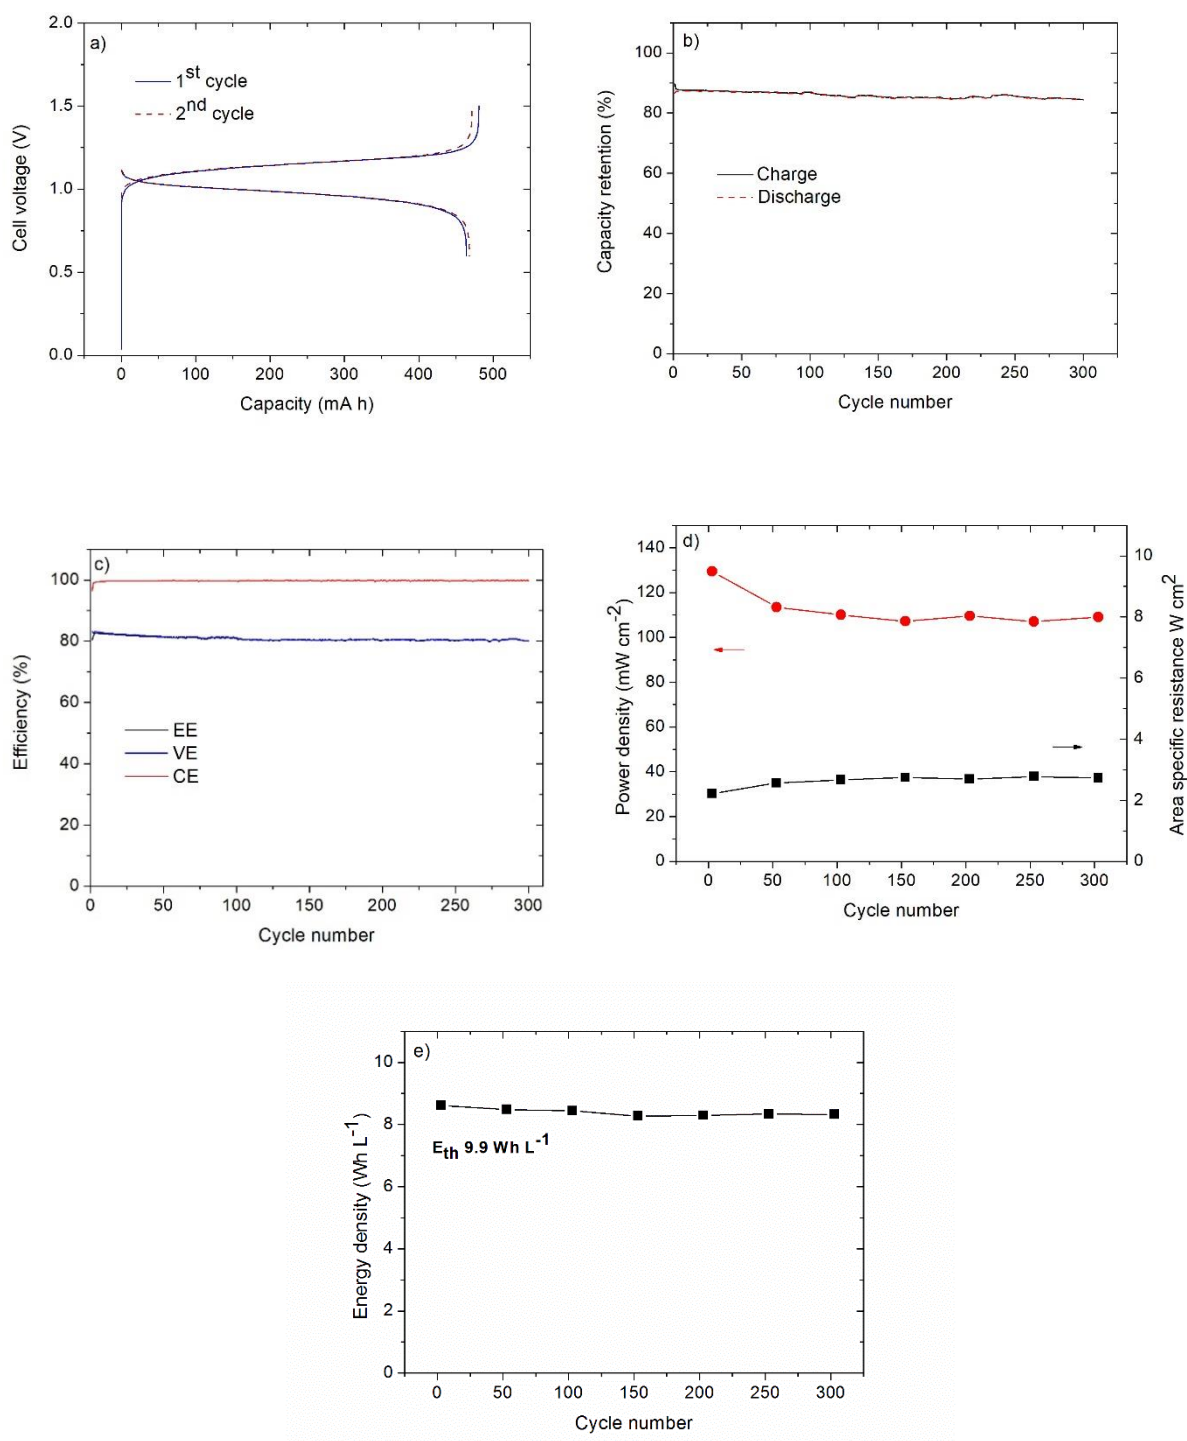 a)
1st cycle
2nd cycle
Cell voltage (V)
2.0
1.5
1.0
0.5
0.0
0 100 200 300 400 500
Capacity (mA h)
b)
Charge
Discharge
Capacity retention (%)
100
80
60
40
20
0
0 50 100 150 200 250 300
Cycle number
c)
EE
VE
CE
Efficiency (%)
100
80
60
40
20
0
0 50 100 150 200 250 300
Cycle number
d)
Power density (mW cm-2)
140
120
100
80
60
40
20
0
0 50 100 150 200 250 300
Cycle number
10
8
6
4
2
0
Area specific resistance W cm2
e)
Eth 9.9 Wh L-1
Energy density (Wh L-1)
10
8
6
4
2
0
0 50 100 150 200 250 300
Cycle number